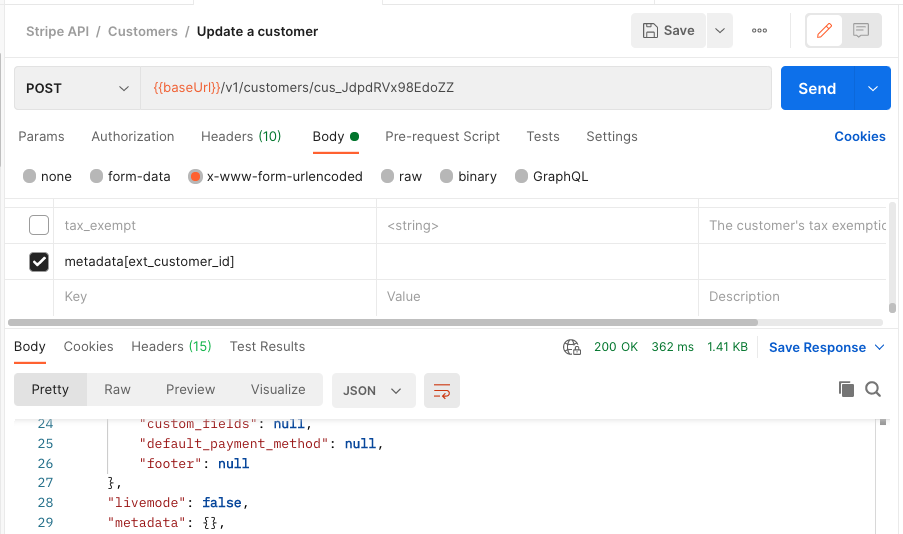 Stripe API / Customers / Update a customer
Save
POST
{{baseUrl}}/v1/customers/cus_JdpdRVx98EdoZZ
Send
Params Authorization Headers (10) Body Pre-request Script Tests Settings Cookies
none form-data x-www-form-urlencoded raw binary GraphQL
tax_exempt <string> The customer's tax exemptio
metadata[ext_customer_id]
Key Value Description
Body Cookies Headers (15) Test Results 200 OK 362 ms 1.41 KB Save Response
Pretty Raw Preview Visualize JSON
24 "custom_fields": null,
25 "default_payment_method": null,
26 "footer": null
27 },
28 "livemode": false,
29 "metadata": {},